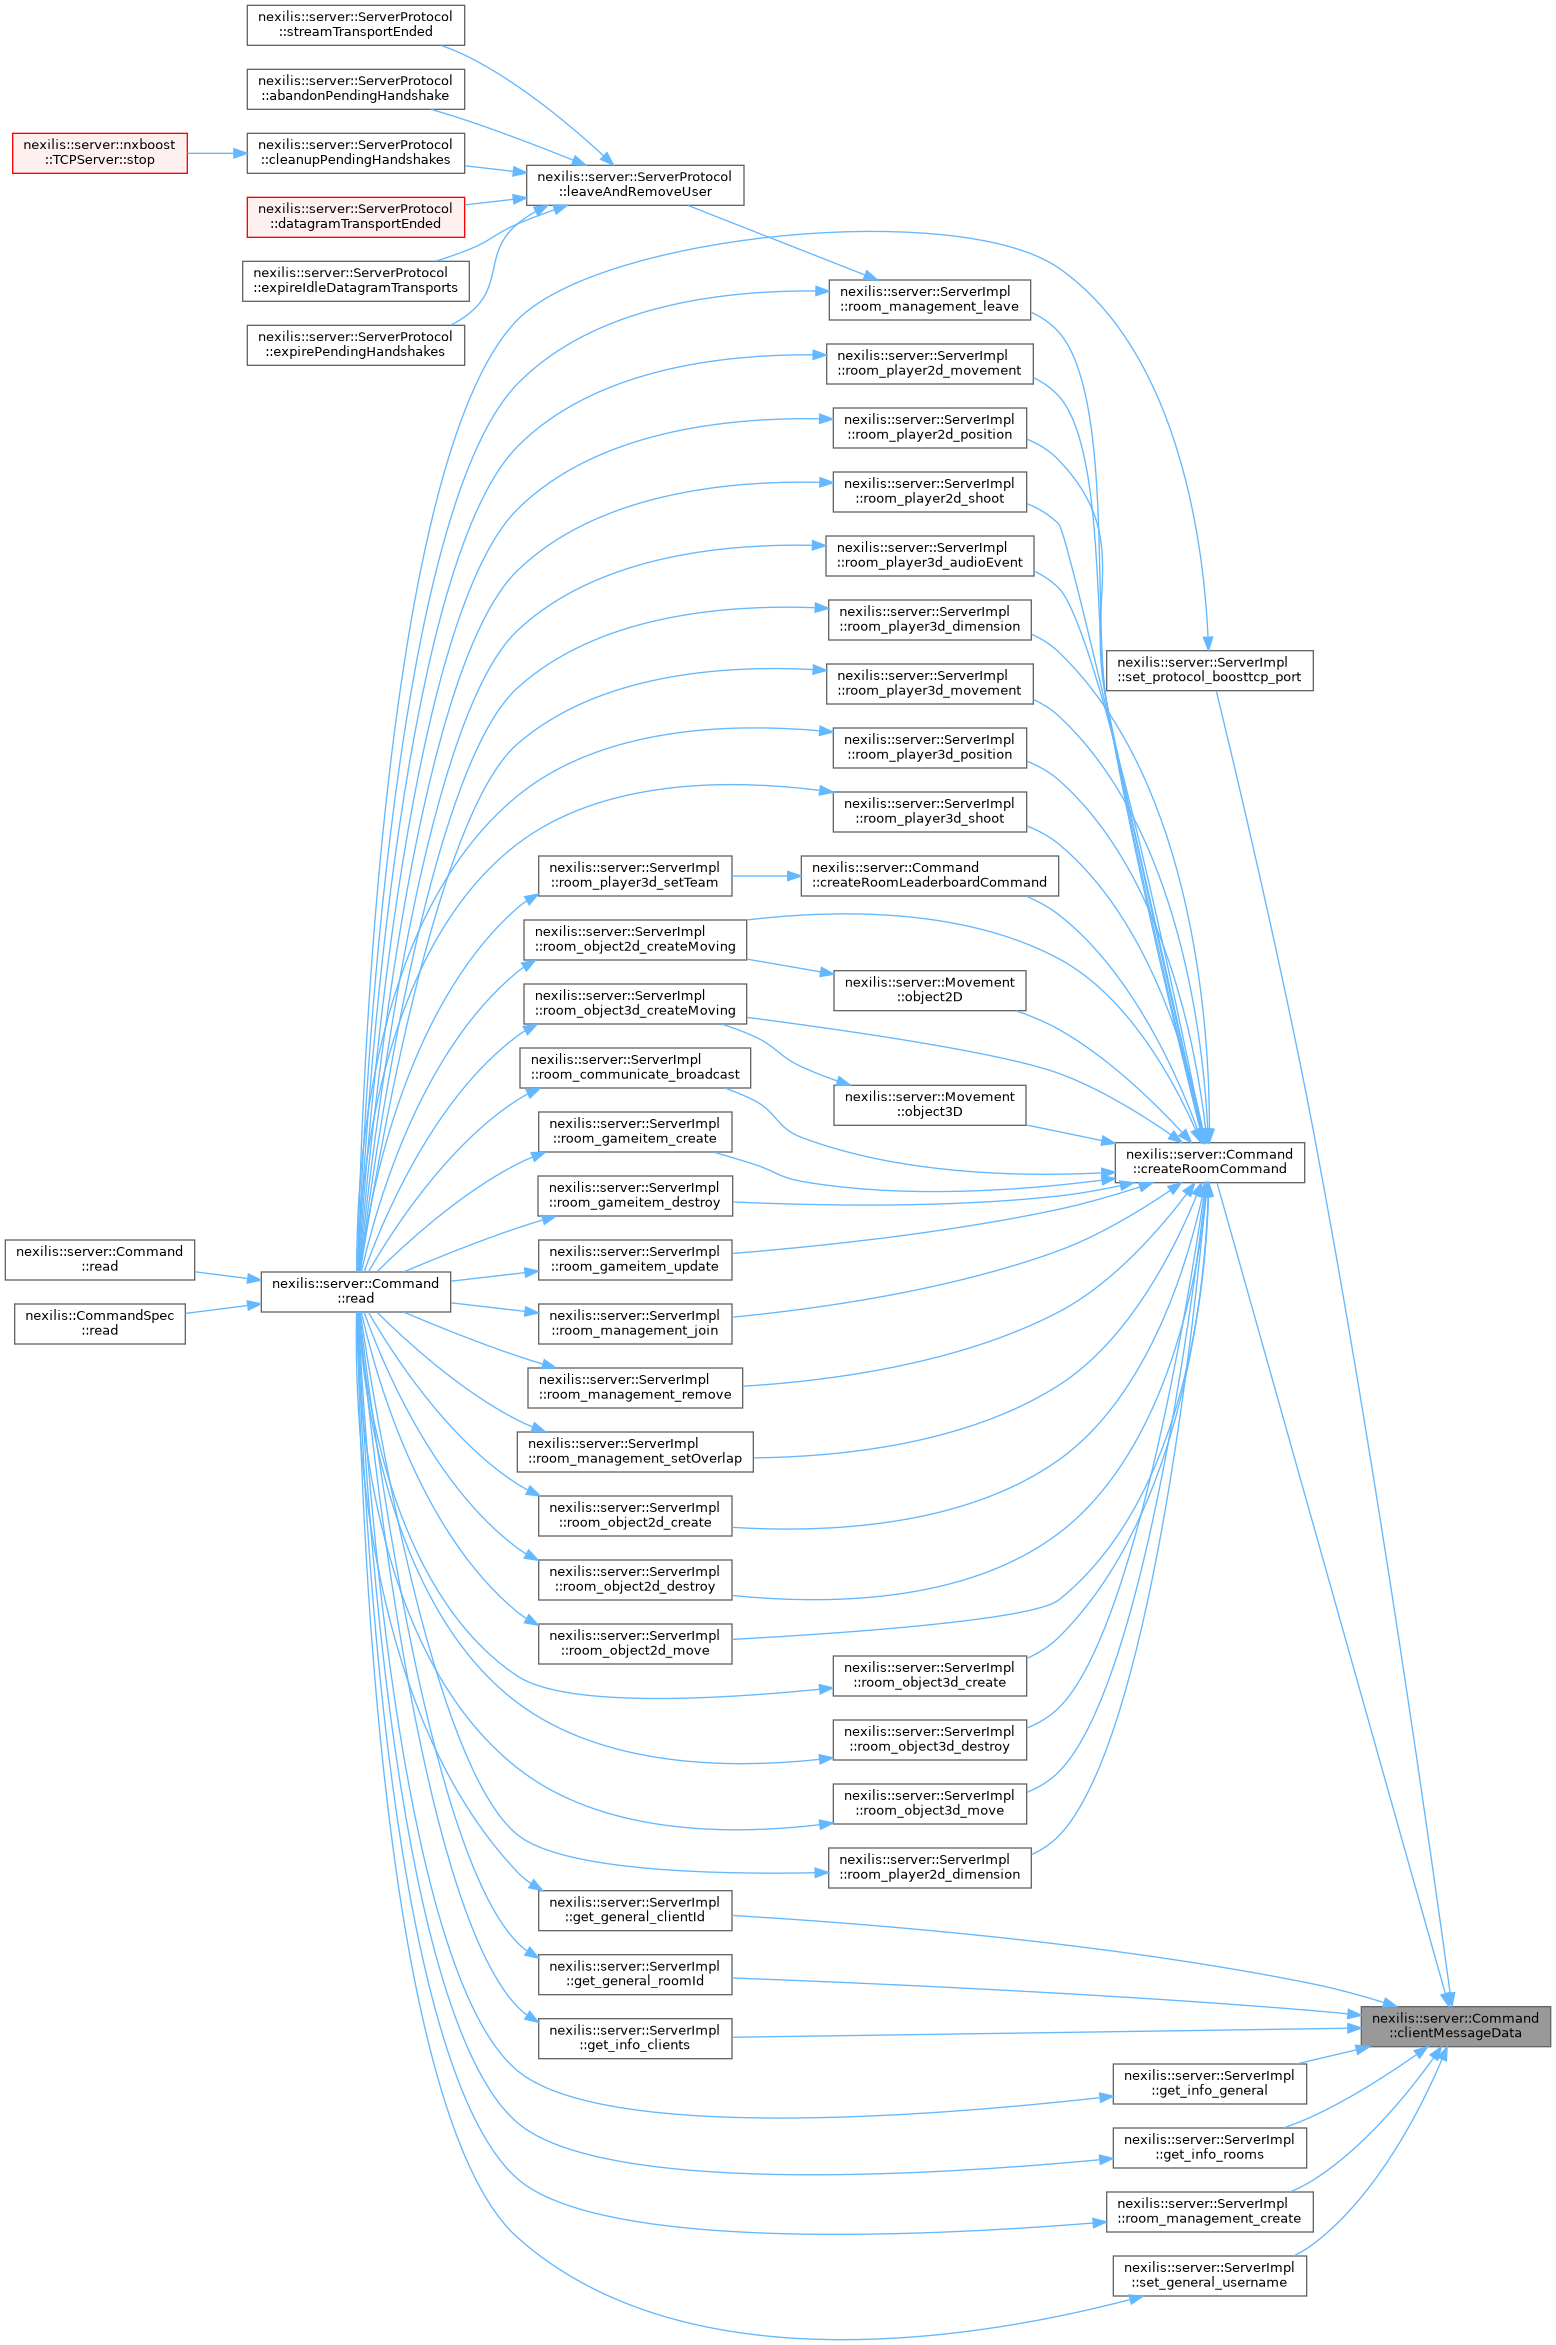 nexilis::server::ServerProtocol
::streamTransportEnded
nexilis::server::ServerProtocol
::abandonPendingHandshake
nexilis::server::nxboost
::TCPServer::stop
nexilis::server::ServerProtocol
::cleanupPendingHandshakes
nexilis::server::ServerProtocol
::leaveAndRemoveUser
nexilis::server::ServerProtocol
::datagramTransportEnded
nexilis::server::ServerProtocol
::expireIdleDatagramTransports
nexilis::server::ServerProtocol
::expirePendingHandshakes
nexilis::server::ServerImpl
::room_management_leave
nexilis::server::ServerImpl
::room_player2d_movement
nexilis::server::ServerImpl
::room_player2d_position
nexilis::server::ServerImpl
::room_player2d_shoot
nexilis::server::ServerImpl
::room_player3d_audioEvent
nexilis::server::ServerImpl
::room_player3d_dimension
nexilis::server::ServerImpl
::set_protocol_boosttcp_port
nexilis::server::ServerImpl
::room_player3d_movement
nexilis::server::ServerImpl
::room_player3d_position
nexilis::server::ServerImpl
::room_player3d_shoot
nexilis::server::ServerImpl
::room_player3d_setTeam
nexilis::server::Command
::createRoomLeaderboardCommand
nexilis::server::ServerImpl
::room_object2d_createMoving
nexilis::server::Movement
::object2D
nexilis::server::ServerImpl
::room_object3d_createMoving
nexilis::server::ServerImpl
::room_communicate_broadcast
nexilis::server::Movement
::object3D
nexilis::server::ServerImpl
::room_gameitem_create
nexilis::server::Command
::createRoomCommand
nexilis::server::ServerImpl
::room_gameitem_destroy
nexilis::server::Command
::read
nexilis::server::ServerImpl
::room_gameitem_update
nexilis::server::Command
::read
nexilis::CommandSpec
::read
nexilis::server::ServerImpl
::room_management_join
nexilis::server::ServerImpl
::room_management_remove
nexilis::server::ServerImpl
::room_management_setOverlap
nexilis::server::ServerImpl
::room_object2d_create
nexilis::server::ServerImpl
::room_object2d_destroy
nexilis::server::ServerImpl
::room_object2d_move
nexilis::server::ServerImpl
::room_object3d_create
nexilis::server::ServerImpl
::room_object3d_destroy
nexilis::server::ServerImpl
::room_object3d_move
nexilis::server::ServerImpl
::room_player2d_dimension
nexilis::server::ServerImpl
::get_general_clientId
nexilis::server::ServerImpl
::get_general_roomId
nexilis::server::Command
::clientMessageData
nexilis::server::ServerImpl
::get_info_clients
nexilis::server::ServerImpl
::get_info_general
nexilis::server::ServerImpl
::get_info_rooms
nexilis::server::ServerImpl
::room_management_create
nexilis::server::ServerImpl
::set_general_username